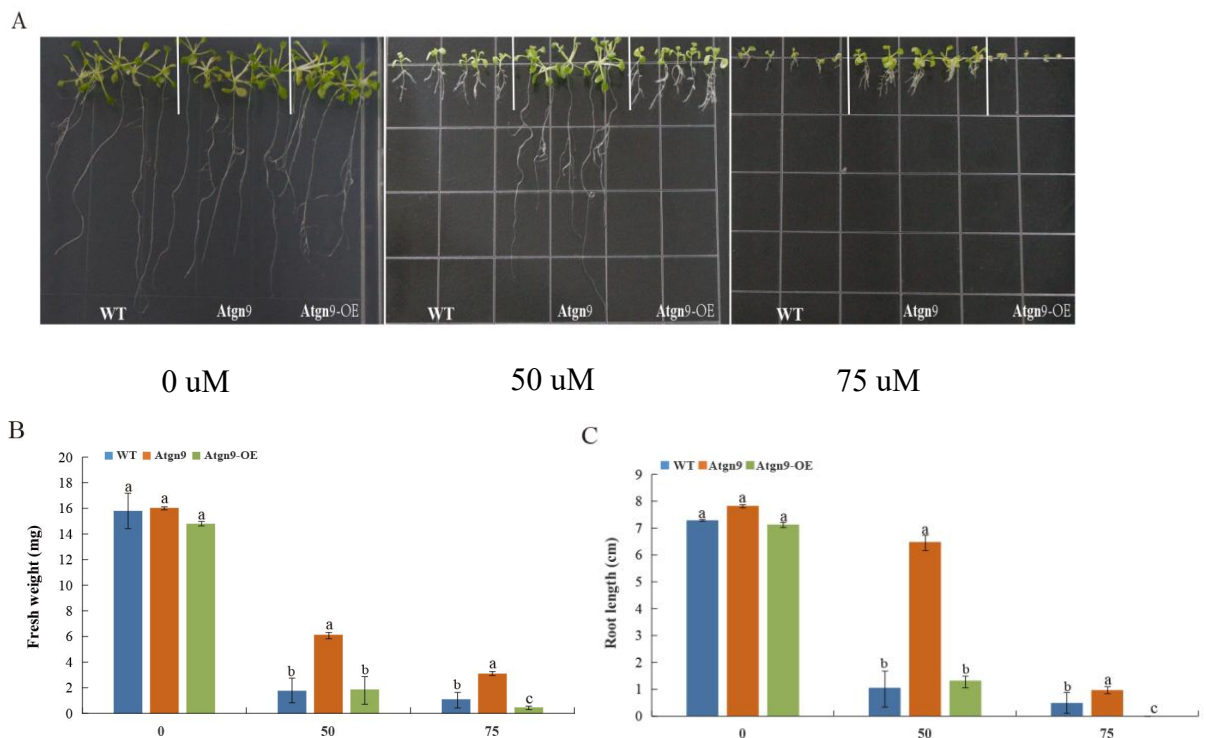 A
WT Atgn9 Atgn9-OE
WT Atgn9 Atgn9-OE
WT Atgn9 Atgn9-OE
0 uM
50 uM
75 uM
B
WT Atgn9 Atgn9-OE
Fresh weight (mg)
20
18
16
14
12
10
8
6
4
2
0
a a a
b a b
b a c
0 50 75
C
WT Atgn9 Atgn9-OE
Root length (cm)
9
8
7
6
5
4
3
2
1
0
a a a
b a b
b a c
0 50 75